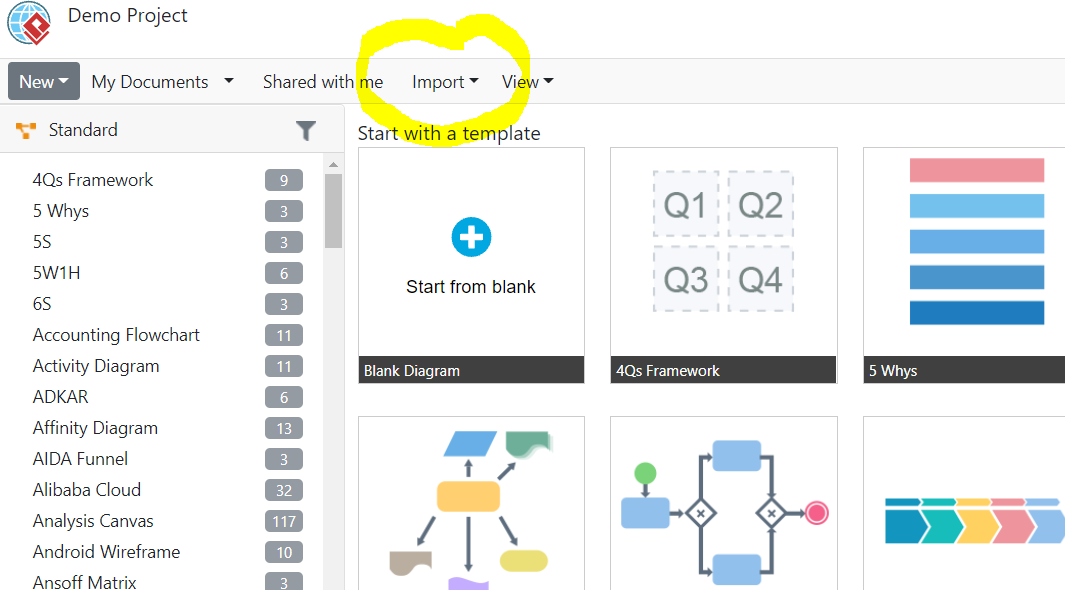 Demo Project
New My Documents Shared with me Import View
Standard
4Qs Framework 9
5 Whys 3
5S 3
5W1H 6
6S 3
Accounting Flowchart 11
Activity Diagram 11
ADKAR 6
Affinity Diagram 13
AIDA Funnel 3
Alibaba Cloud 32
Analysis Canvas 117
Android Wireframe 10
Ansoff Matrix 3
Start with a template
Start from blank
Blank Diagram
Q1 Q2
Q3 Q4
4Qs Framework
5 Whys